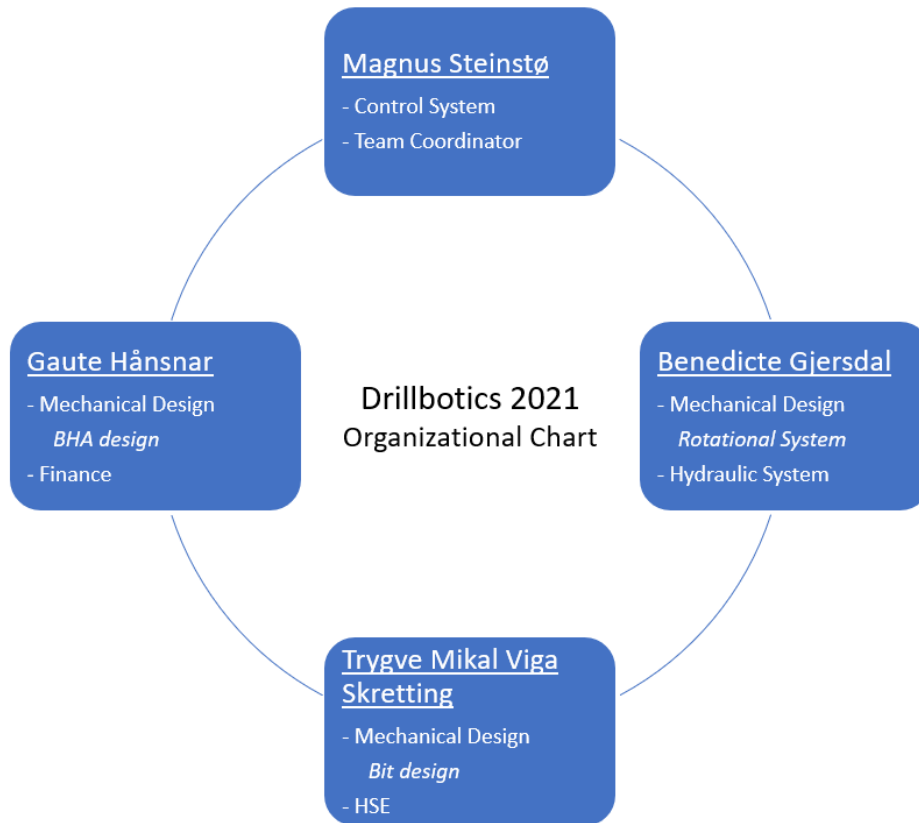 Magnus Steinstø
- Control System
- Team Coordinator
Gaute Hånsnar
- Mechanical Design
BHA design
- Finance
Drillbotics 2021
Organizational Chart
Benedicte Gjersdal
- Mechanical Design
Rotational System
- Hydraulic System
Trygve Mikal Viga
Skretting
- Mechanical Design
Bit design
- HSE